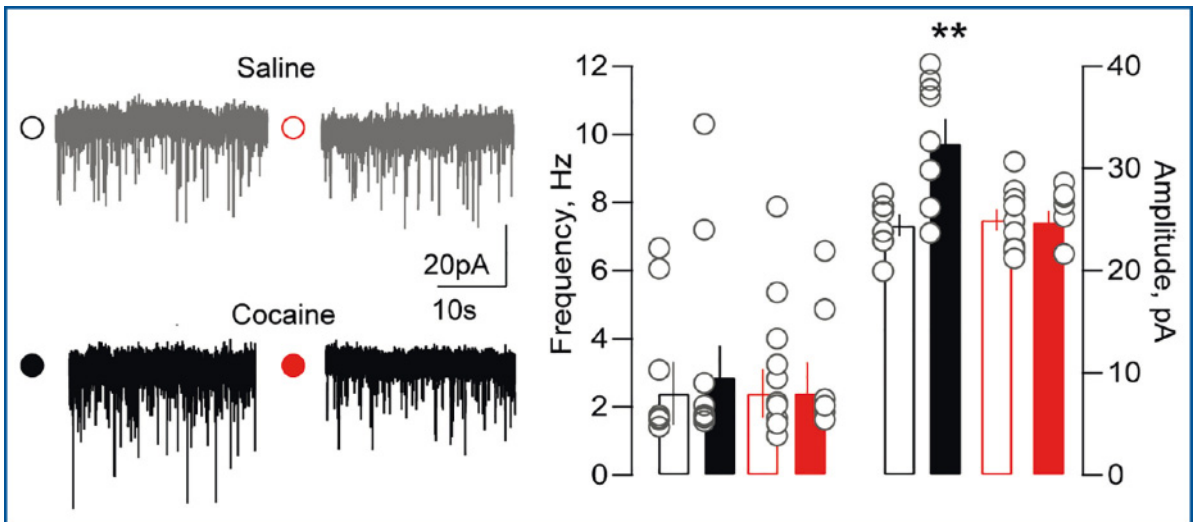 Saline
20pA
10s
Cocaine
Frequency, Hz
12
10
8
6
4
2
0
**
40
30
20
10
0
Amplitude, pA